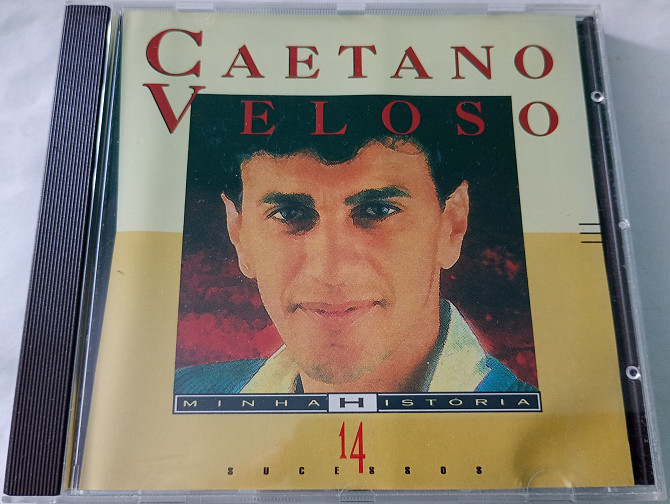 CAETANO
VELOSO
MINHA HISTÓRIA
14
SUCESSOS